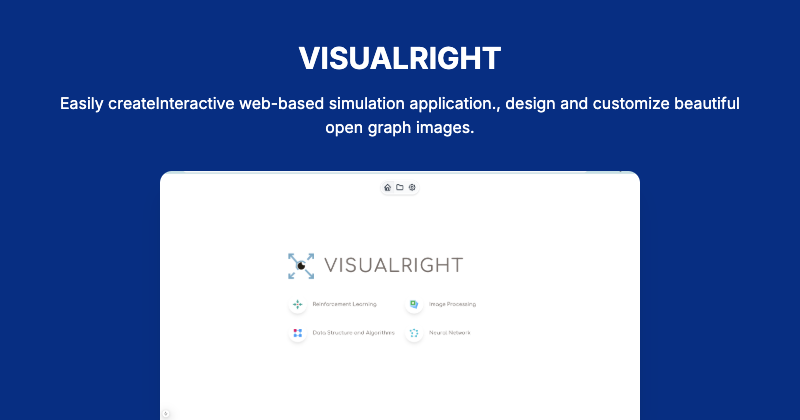 VISUALRIGHT
Easily createInteractive web-based simulation application., design and customize beautiful
open graph images.
VISUALRIGHT
Reinforcement Learning
Image Processing
Data Structure and Algorithms
Neural Network